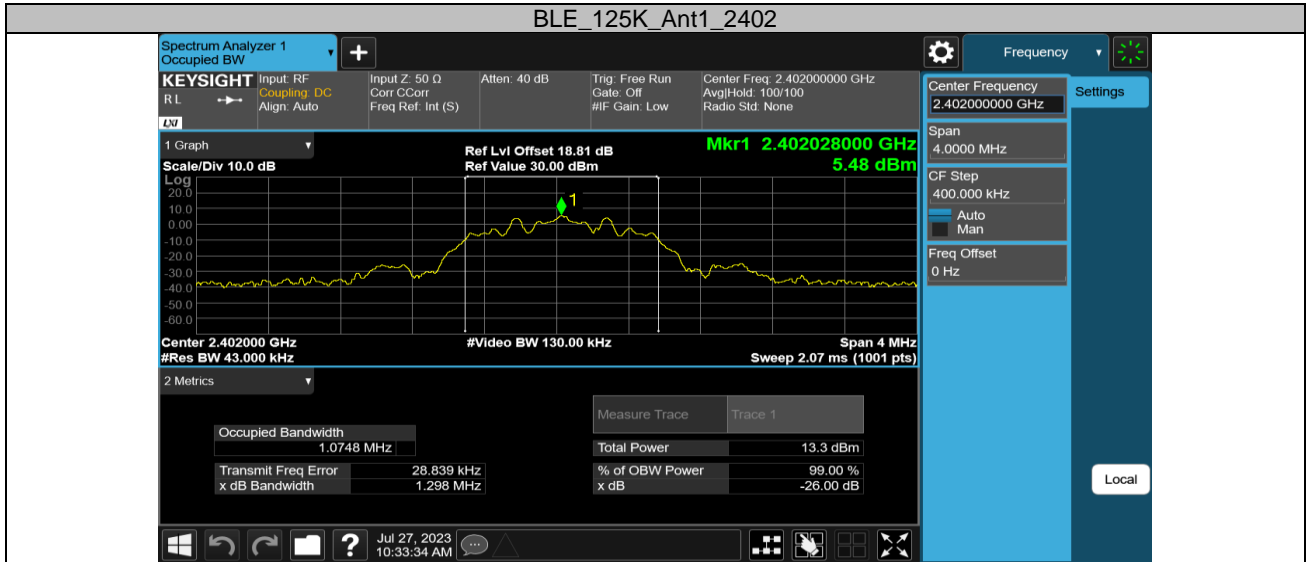 BLE_125K_Ant1_2402
Spectrum Analyzer 1
Occupied BW
+
Frequency
KEYSIGHT
R L
LXI
Input: RF
Coupling: DC
Align: Auto
Input Z: 50 Ω
Corr CCorr
Freq Ref: Int (S)
Atten: 40 dB
Trig: Free Run
Gate: Off
#IF Gain: Low
Center Freq: 2.402000000 GHz
Avg|Hold: 100/100
Radio Std: None
Center Frequency
2.402000000 GHz
Settings
Span
4.0000 MHz
CF Step
400.000 kHz
Auto
Man
Freq Offset
0 Hz
1 Graph
Scale/Div 10.0 dB
Ref Lvl Offset 18.81 dB
Ref Value 30.00 dBm
Mkr1 2.402028000 GHz
5.48 dBm
Log
20.0
10.0
0.00
-10.0
-20.0
-30.0
-40.0
-50.0
-60.0
1
Center 2.402000 GHz
#Res BW 43.000 kHz
#Video BW 130.00 kHz
Span 4 MHz
Sweep 2.07 ms (1001 pts)
2 Metrics
Measure Trace Trace 1
Occupied Bandwidth
1.0748 MHz
Total Power 13.3 dBm
Transmit Freq Error 28.839 kHz
% of OBW Power 99.00 %
x dB Bandwidth 1.298 MHz
x dB -26.00 dB
Local
?
Jul 27, 2023
10:33:34 AM